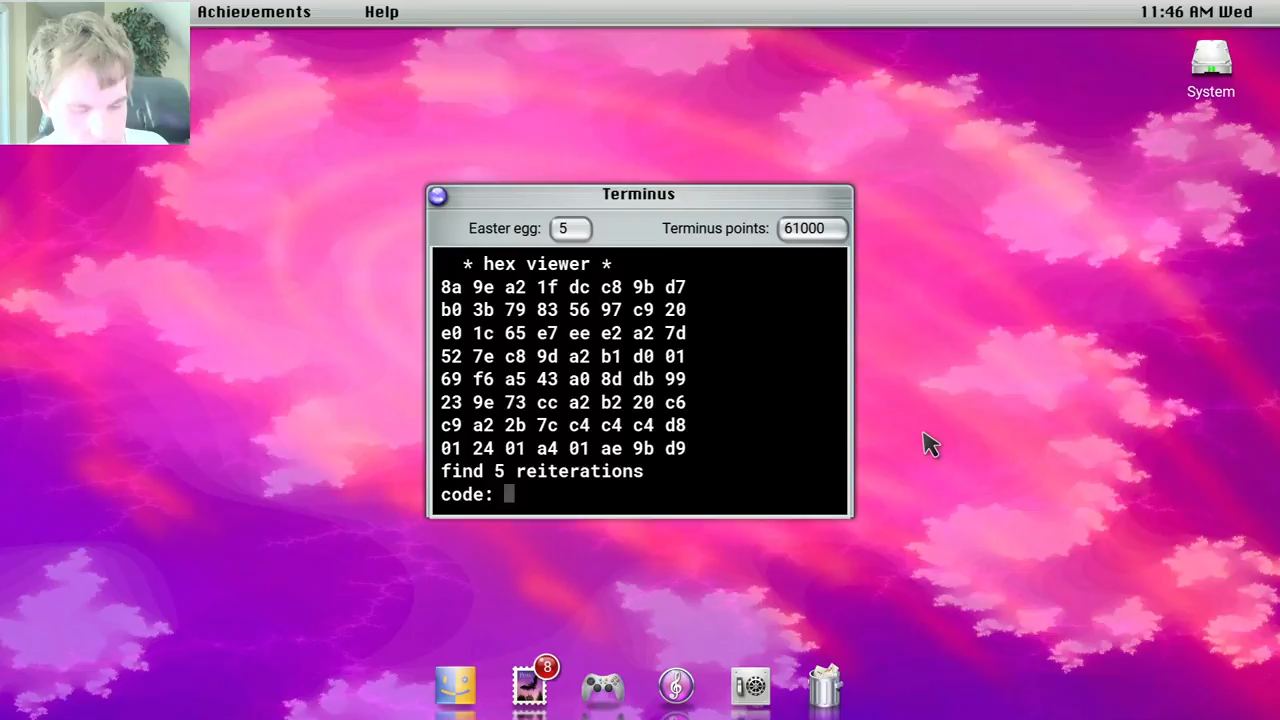 Achievements Help 11:46 AM Wed
System
Terminus
Easter egg: 5 Terminus points: 61000
* hex viewer *
8a 9e a2 1f dc c8 9b d7
b0 3b 79 83 56 97 c9 20
e0 1c 65 e7 ee e2 a2 7d
52 7e c8 9d a2 b1 d0 01
69 f6 a5 43 a0 8d db 99
23 9e 73 cc a2 b2 20 c6
c9 a2 2b 7c c4 c4 c4 d8
01 24 01 a4 01 ae 9b d9
find 5 reiterations
code:
8